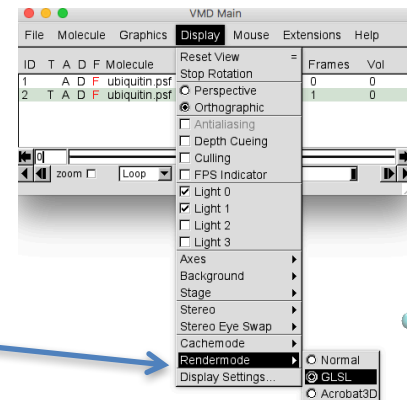 VMD Main
File Molecule Graphics Display Mouse Extensions Help
ID T A D F Molecule Frames Vol
1 A D F ubiquitin.psf 0 0
2 T A D F ubiquitin.psf 1 0
Reset View =
Stop Rotation
Perspective
Orthographic
Antialiasing
Depth Cueing
Culling
FPS Indicator
Light 0
Light 1
Light 2
Light 3
Axes
Background
Stage
Stereo
Stereo Eye Swap
Cachemode
Rendermode
Display Settings...
0
zoom Loop
Normal
GLSL
Acrobat3D